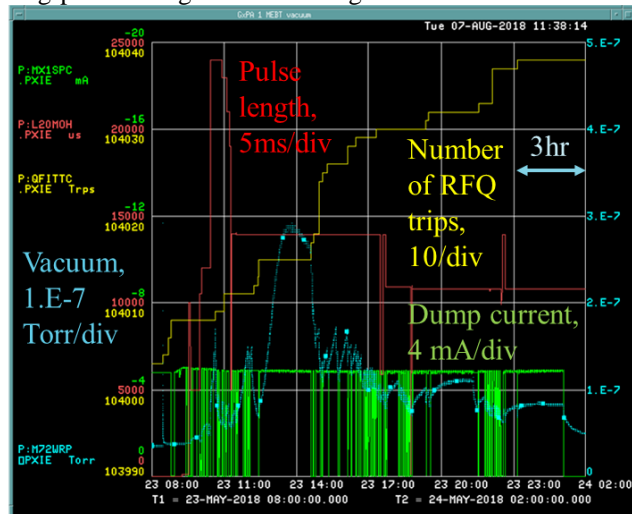 GxPA 1 MEBT vacuum
Tue 07-AUG-2018 11:38:14
-20
25000
104040
5.E-7
P:MX1SPC
.PXIE mA
Pulse
length,
5ms/div
-16
20000
104030
4.E-7
P:L20MOH
.PXIE us
Number
of RFQ
trips,
10/div
3hr
P:QFITTC
.PXIE Trps
-12
15000
104020
3.E-7
Vacuum,
1.E-7
Torr/div
-8
10000
104010
2.E-7
Dump current,
4 mA/div
-4
5000
104000
1.E-7
P:M72WRP
PXIE Torr
0
0
103990
0
23 08:00 23 11:00 23 14:00 23 17:00 23 20:00 23 23:00 24 02:00
T1 = 23-MAY-2018 08:00:00.000 T2 = 24-MAY-2018 02:00:00.000